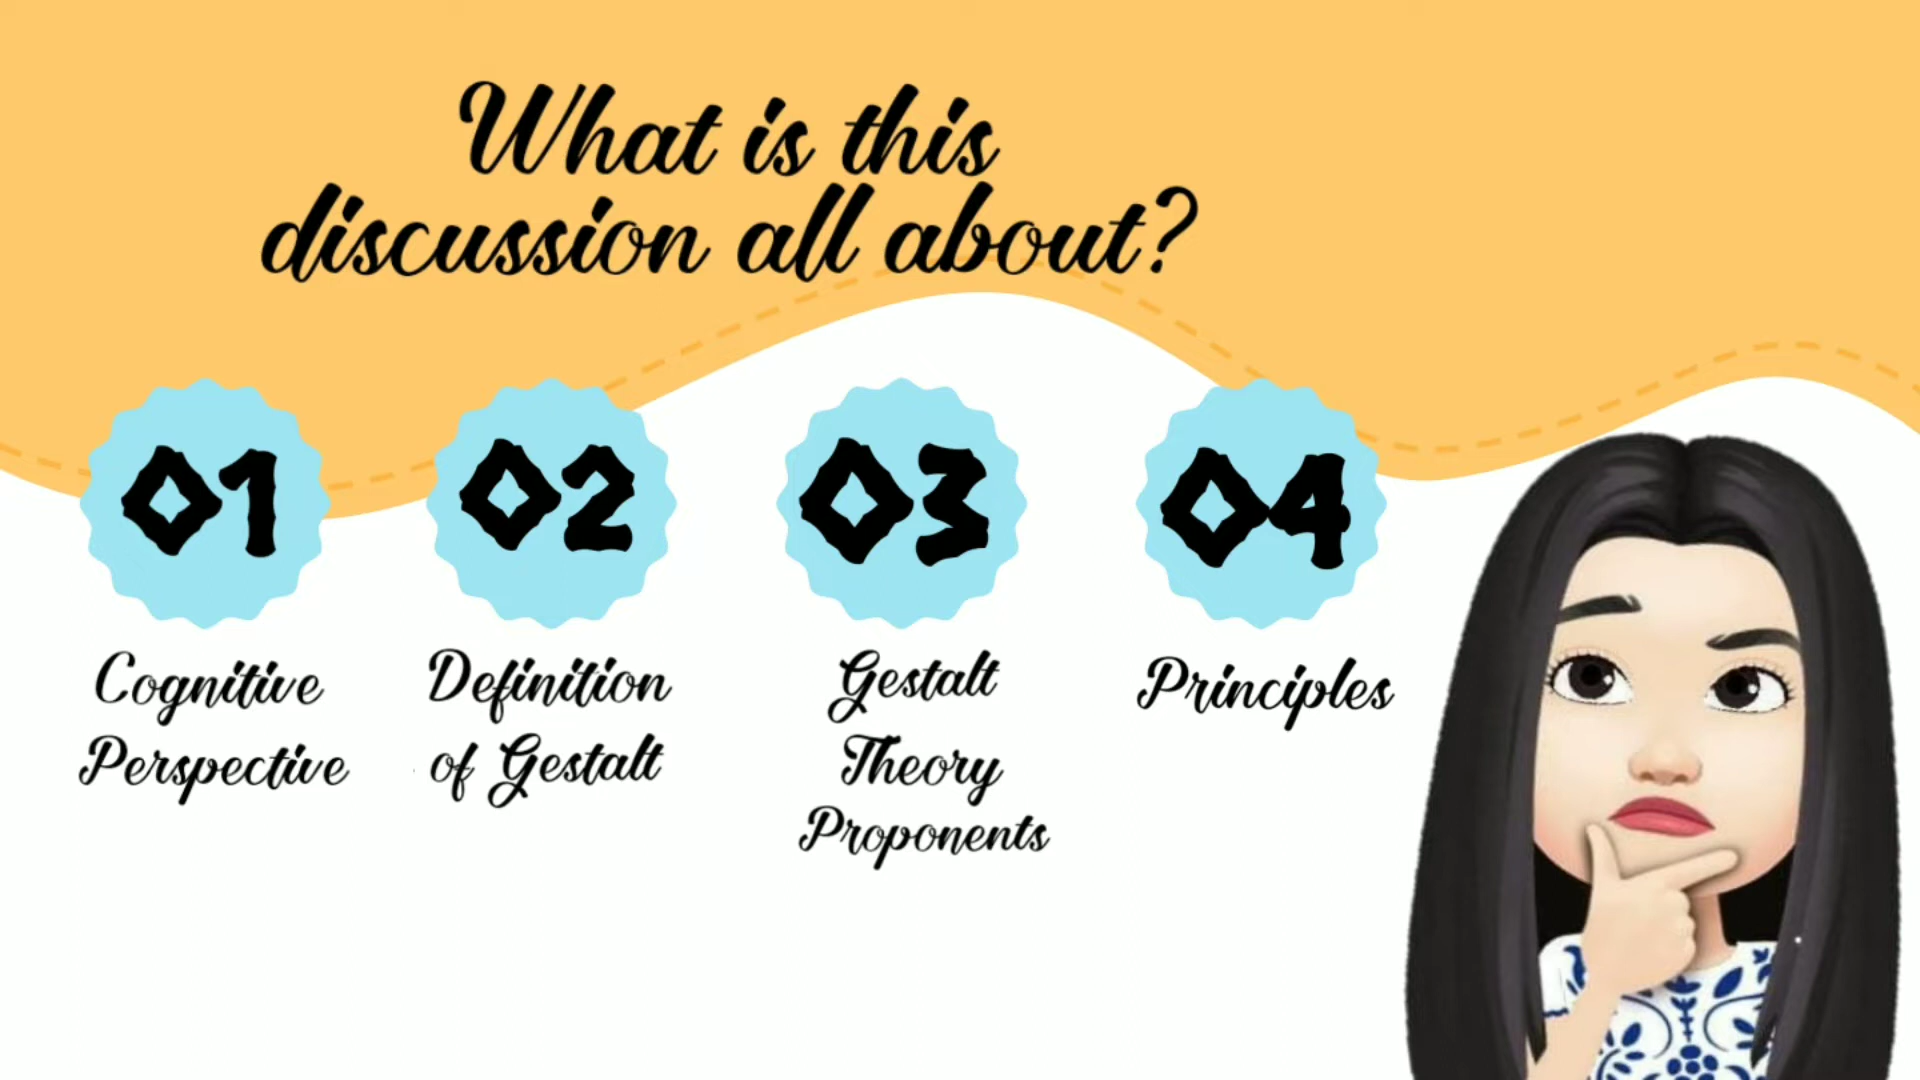 What is this
discussion all about?
01
Cognitive
Perspective
02
Definition
of Gestalt
03
Gestalt
Theory
Proponents
04
Principles